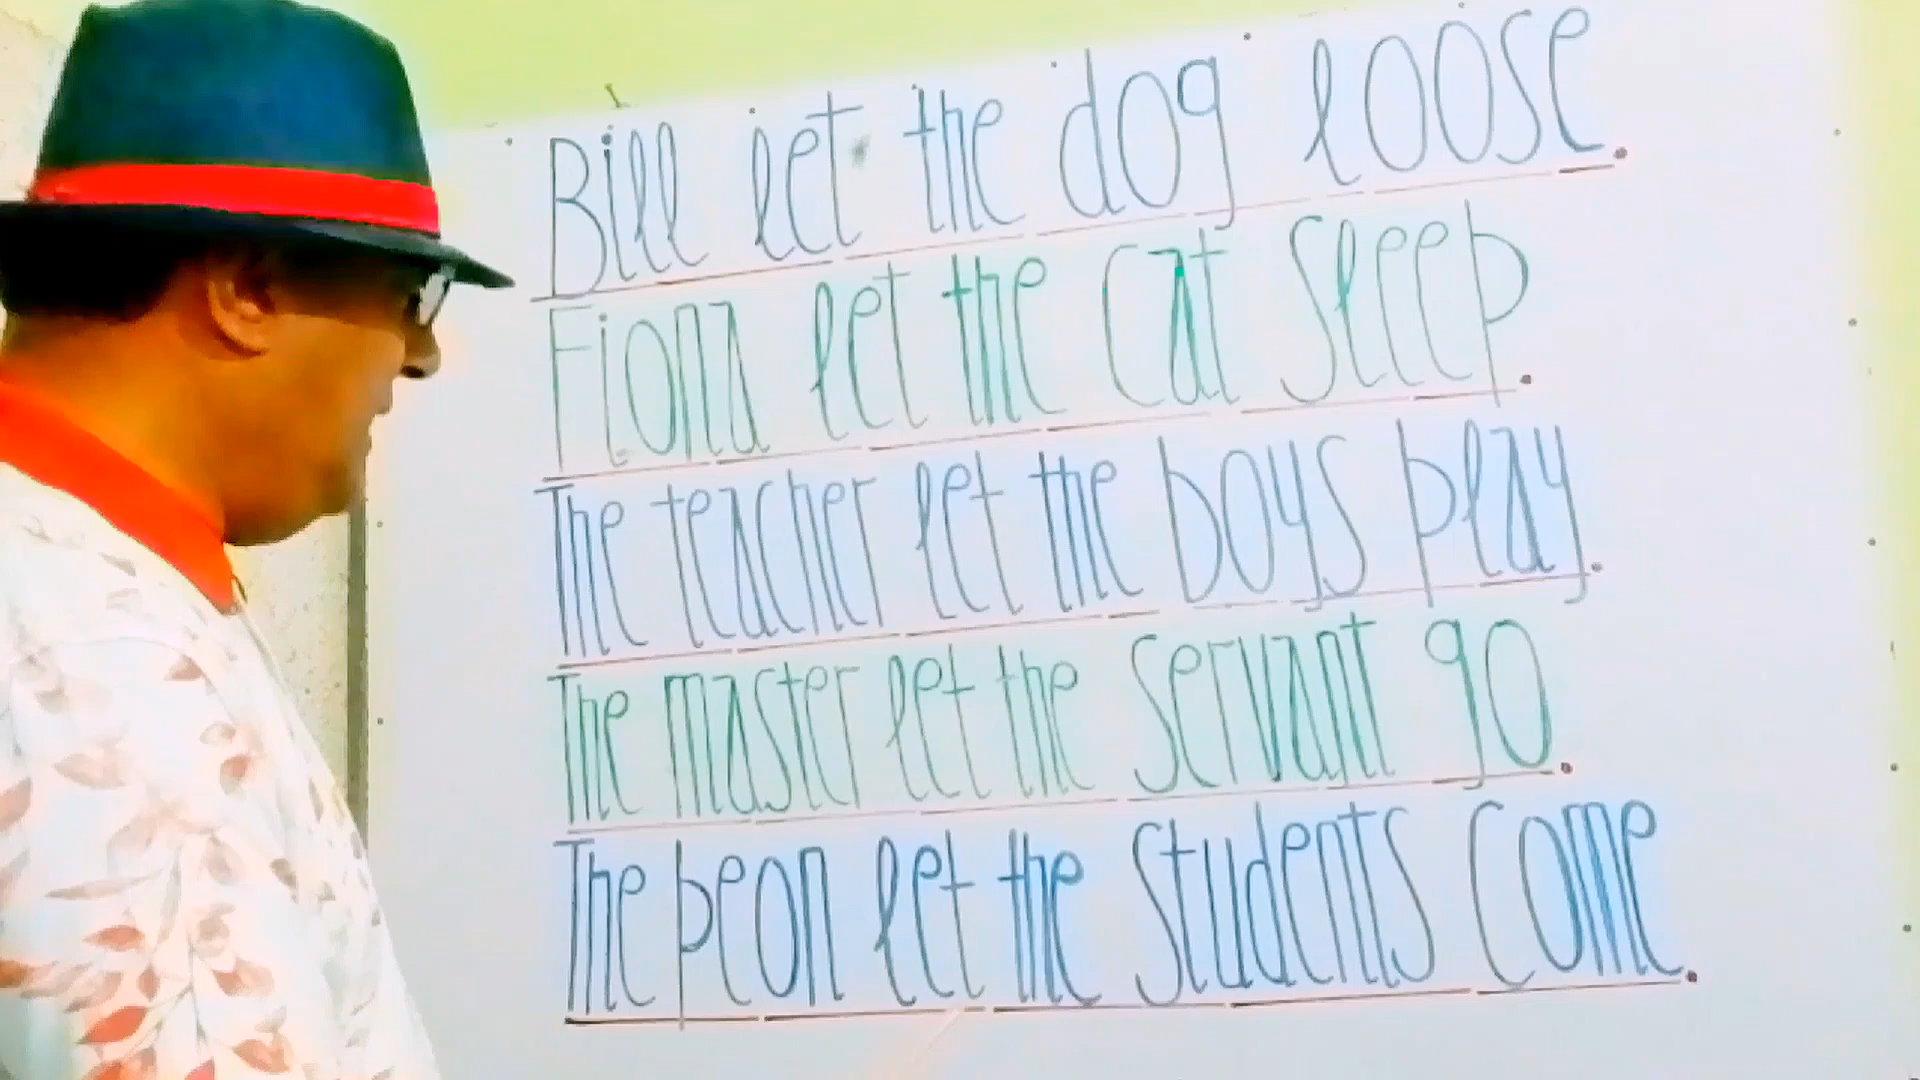 Bill let the dog loose.
Fiona let the cat sleep.
The teacher let the boys play.
The master let the servant go.
The peon let the students come.